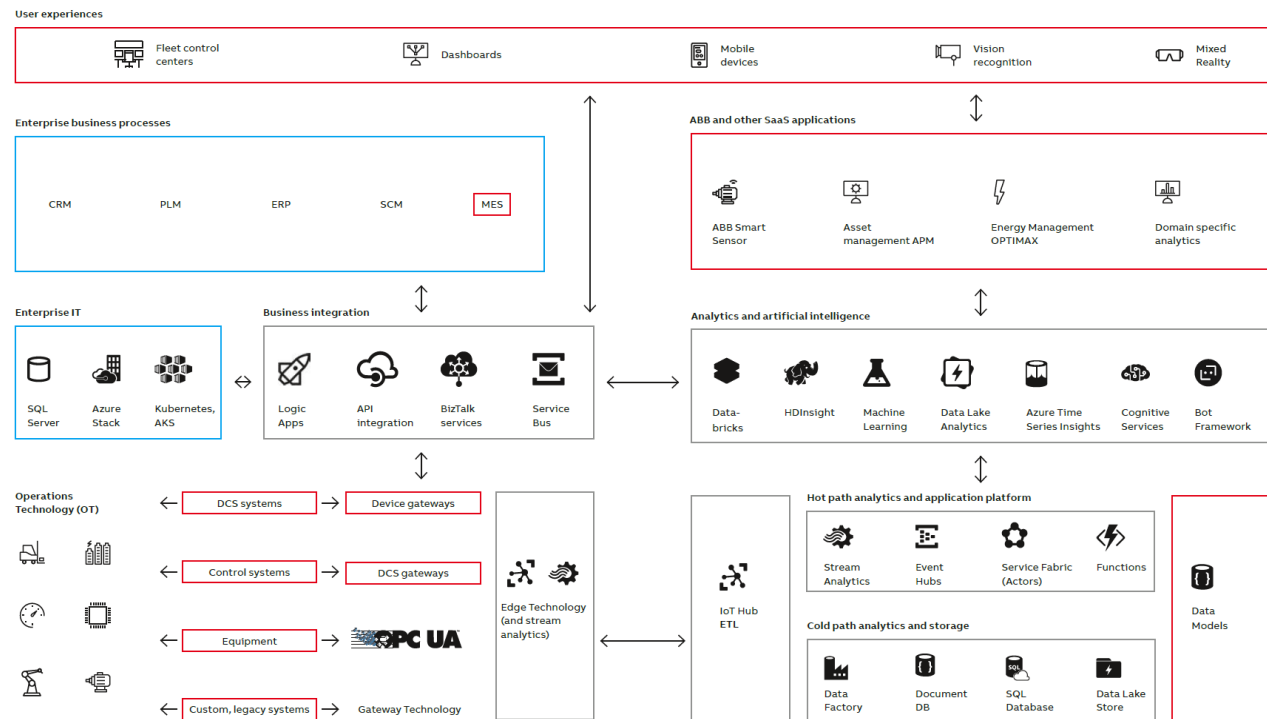 User experiences
Fleet control
centers
Dashboards
Mobile
devices
Vision
recognition
Mixed
Reality
Enterprise business processes
CRM
PLM
ERP
SCM
MES
ABB and other SaaS applications
ABB Smart
Sensor
Asset
management APM
Energy Management
OPTIMAX
Domain specific
analytics
Enterprise IT
SQL
Server
Azure
Stack
Kubernetes,
AKS
Business integration
Logic
Apps
API
integration
BizTalk
services
Service
Bus
Analytics and artificial intelligence
Data-
bricks
HDInsight
Machine
Learning
Data Lake
Analytics
Azure Time
Series Insights
Cognitive
Services
Bot
Framework
Operations
Technology (OT)
DCS systems
Device gateways
Control systems
DCS gateways
Equipment
OPC UA
Custom, legacy systems
Gateway Technology
Edge Technology
(and stream
analytics)
IoT Hub
ETL
Hot path analytics and application platform
Stream
Analytics
Event
Hubs
Service Fabric
(Actors)
Functions
Cold path analytics and storage
Data
Factory
Document
DB
SQL
SQL
Database
Data Lake
Store
Data
Models